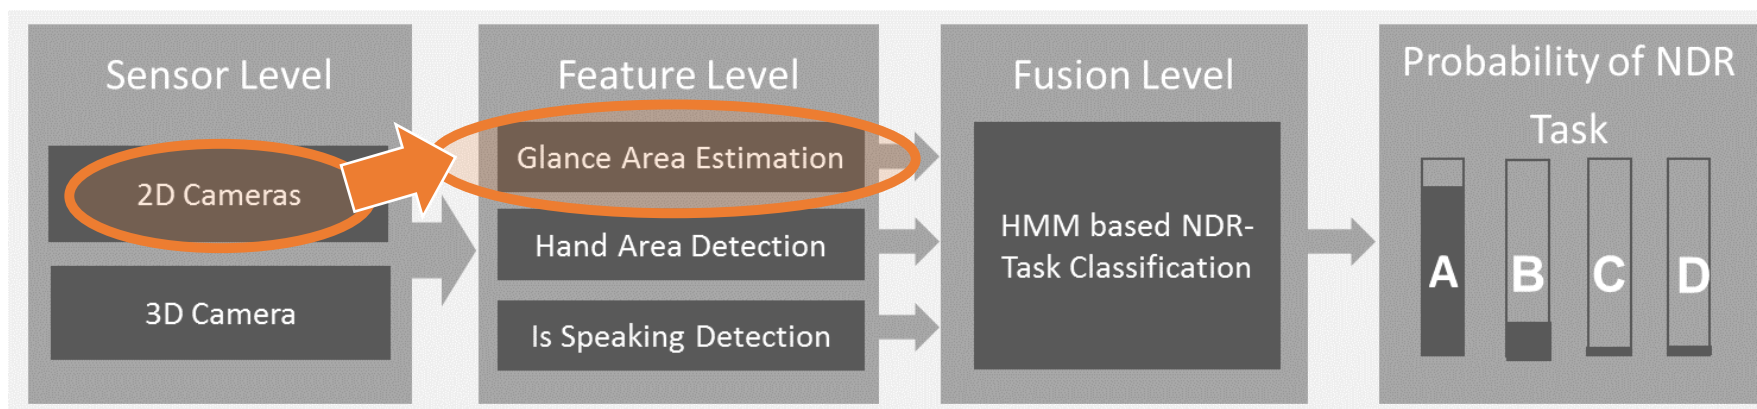 Sensor Level
2D Cameras
3D Camera
Feature Level
Glance Area Estimation
Hand Area Detection
Is Speaking Detection
Fusion Level
HMM based NDR-
Task Classification
Probability of NDR
Task
A B C D